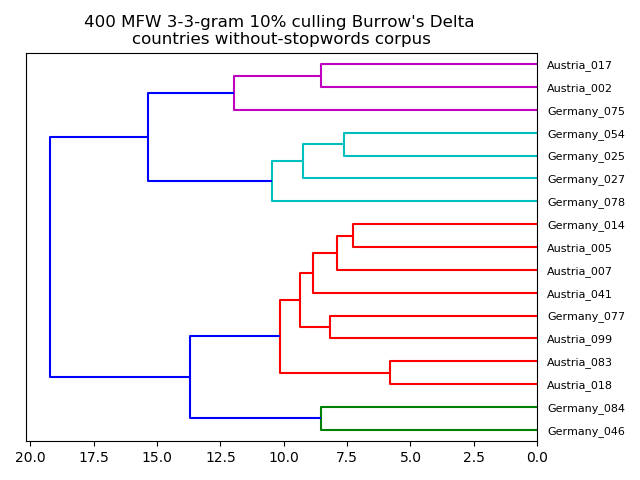 400 MFW 3-3-gram 10% culling Burrow's Delta
countries without-stopwords corpus
Austria_017
Austria_002
Germany_075
Germany_054
Germany_025
Germany_027
Germany_078
Germany_014
Austria_005
Austria_007
Austria_041
Germany_077
Austria_099
Austria_083
Austria_018
Germany_084
Germany_046
20.0 17.5 15.0 12.5 10.0 7.5 5.0 2.5 0.0